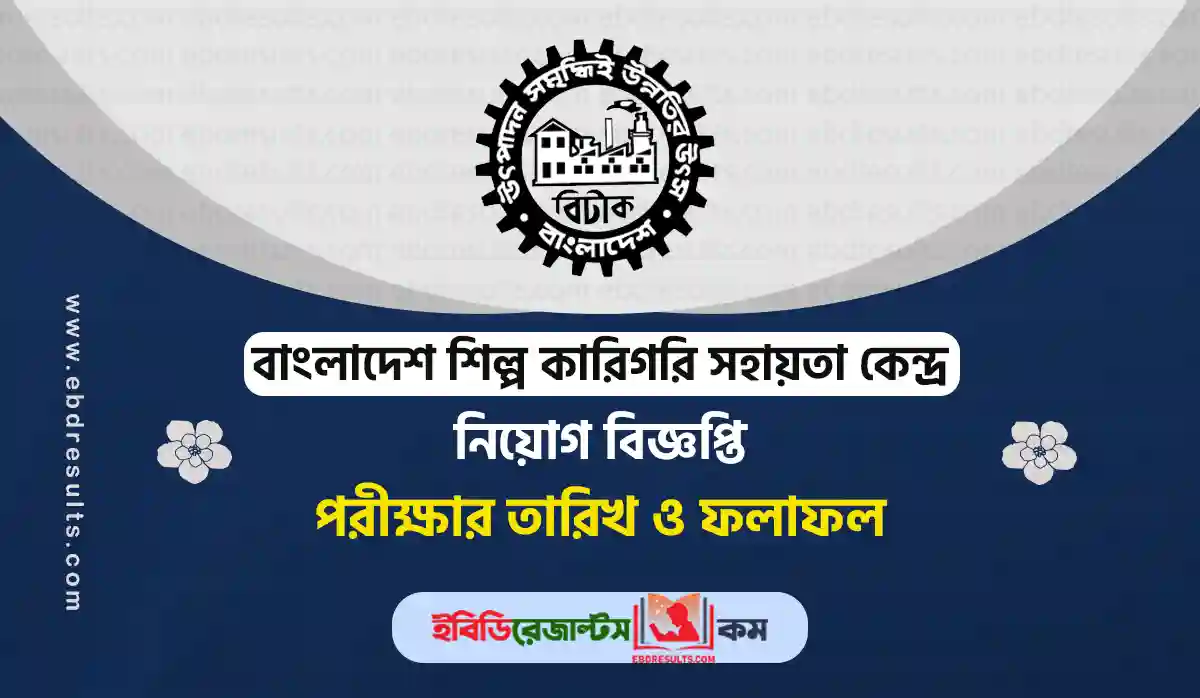 উৎপাদন সমৃদ্ধিই উন্নতির উৎস
বিটাক
বাংলাদেশ
বাংলাদেশ শিল্প কারিগরি সহায়তা কেন্দ্র
নিয়োগ বিজ্ঞপ্তি
পরীক্ষার তারিখ ও ফলাফল
www.ebdresults.com
ইবিডিরেজাল্টস কম
EBDRESULTS.COM